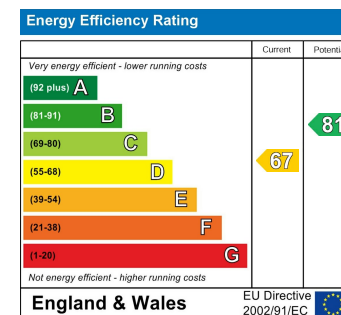 Energy Efficiency Rating
Current
Very energy efficient - lower running costs
(92 plus) A
(81-91) B
(69-80) C
(55-68) D
(39-54) E
(21-38) F
(1-20) G
67
81
Not energy efficient - higher running costs
England & Wales
EU Directive
2002/91/EC